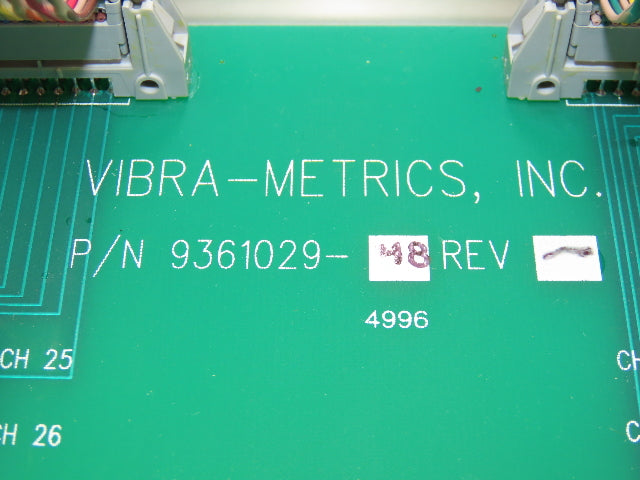 VIBRA-METRICS, INC.
P/N 9361029-48 REV
4996
CH 25
CH 26